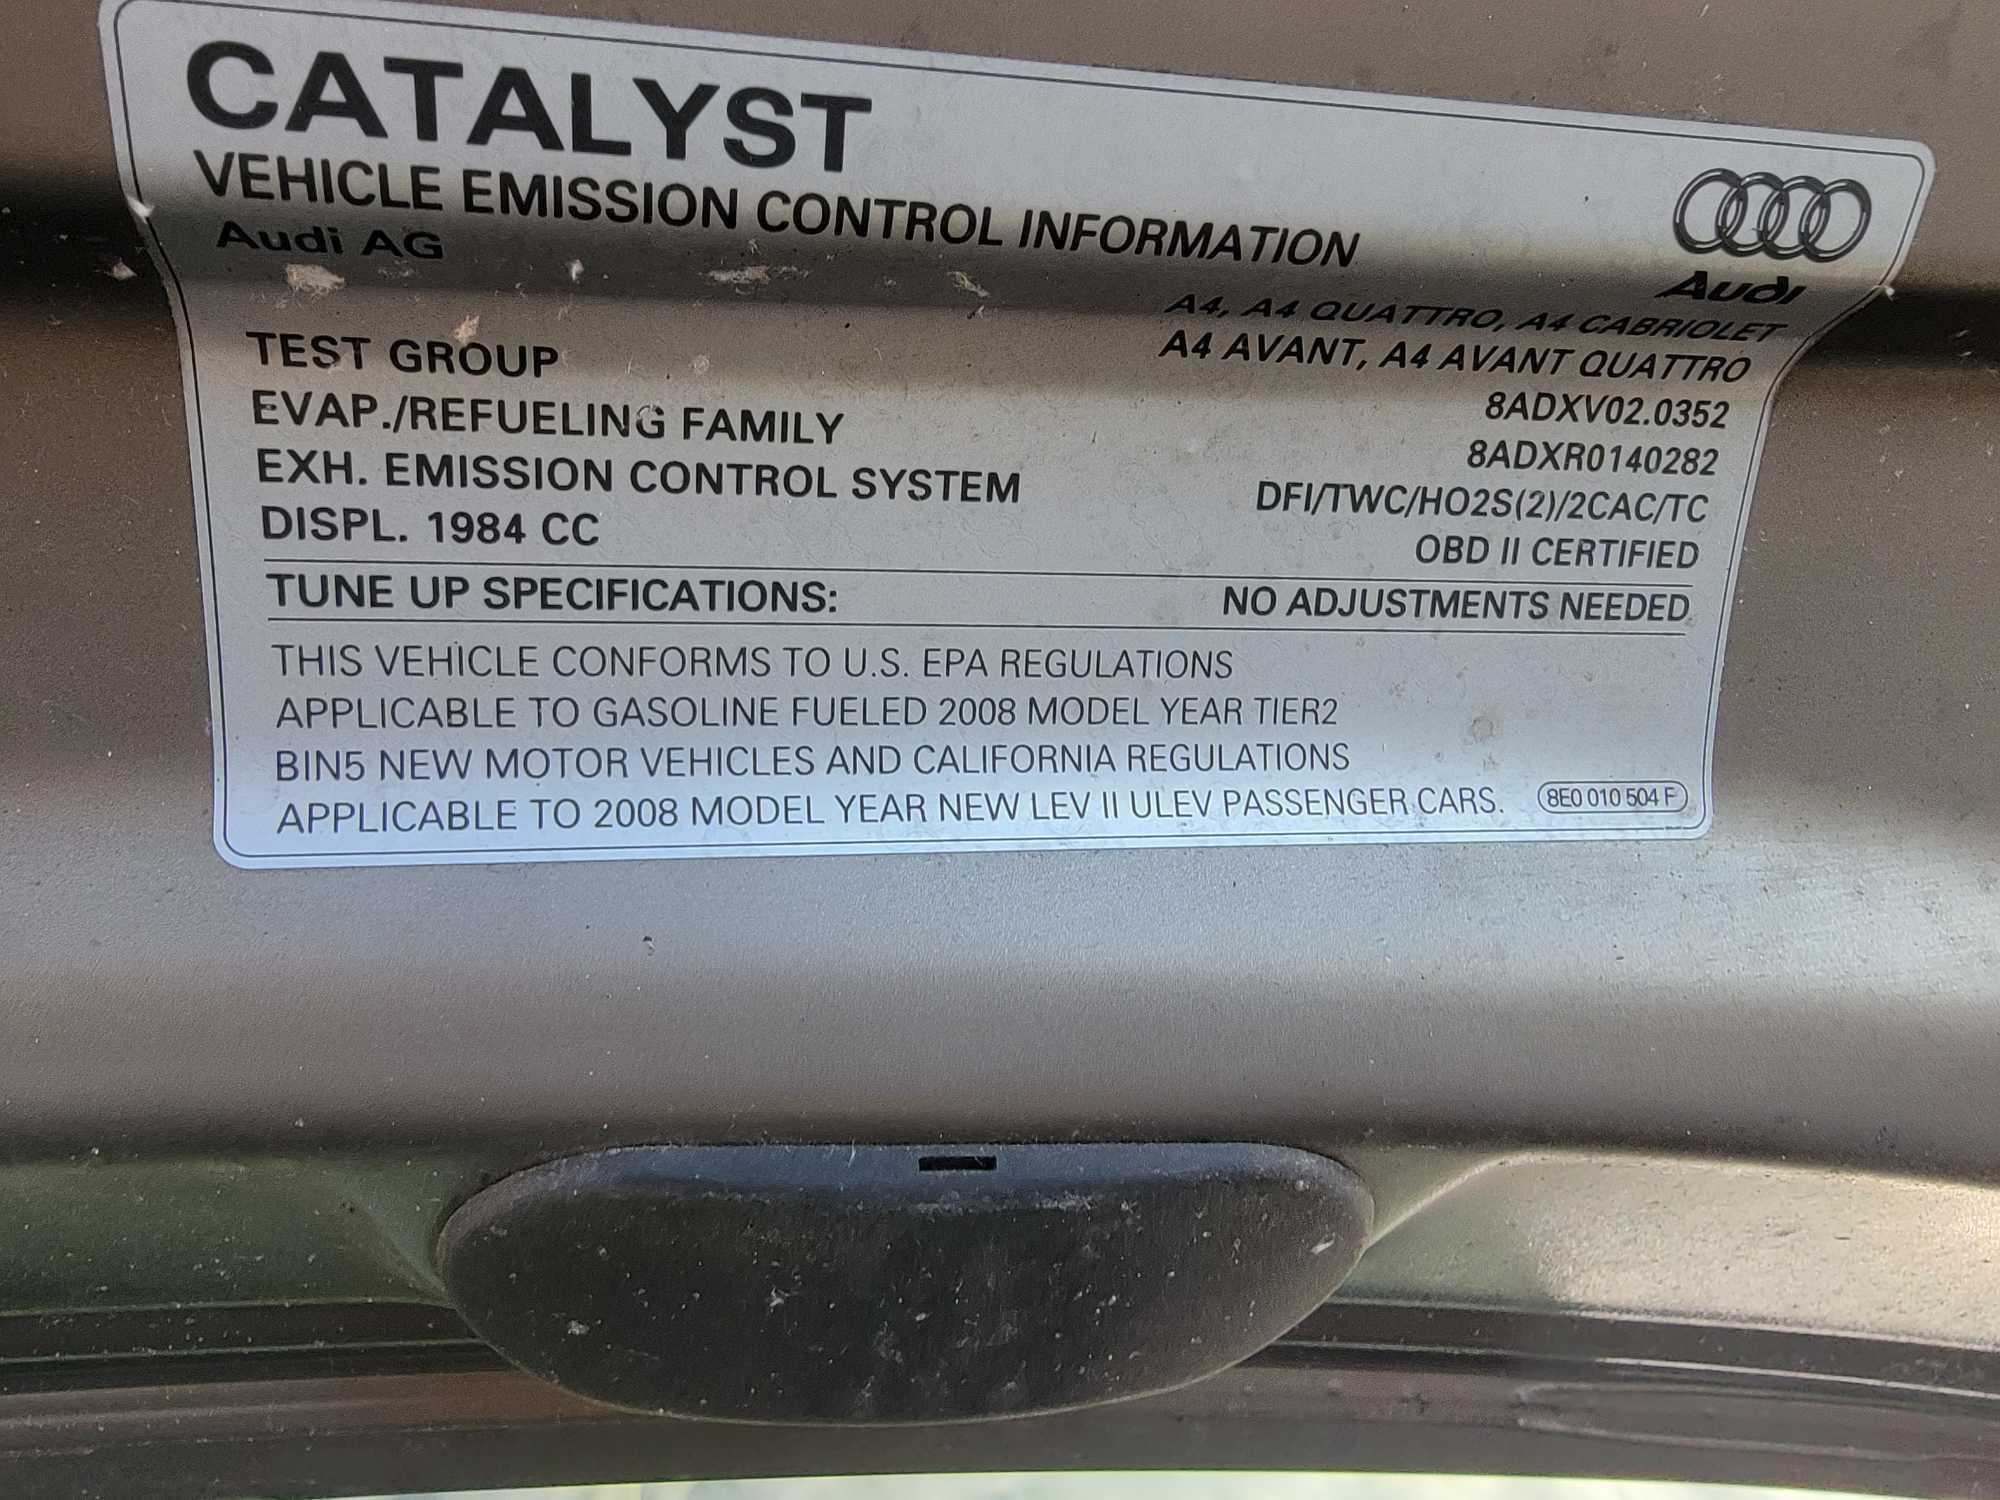 CATALYST
VEHICLE EMISSION CONTROL INFORMATION
Audi AG
Audi
A4, A4 QUATTRO, A4 CABRIOLET
A4 AVANT, A4 AVANT QUATTRO
TEST GROUP 8ADXV02.0352
EVAP./REFUELING FAMILY 8ADXR0140282
EXH. EMISSION CONTROL SYSTEM DFI/TWC/HO2S(2)/2CAC/TC
DISPL. 1984 CC OBD II CERTIFIED
TUNE UP SPECIFICATIONS: NO ADJUSTMENTS NEEDED
THIS VEHICLE CONFORMS TO U.S. EPA REGULATIONS
APPLICABLE TO GASOLINE FUELED 2008 MODEL YEAR TIER2
BIN5 NEW MOTOR VEHICLES AND CALIFORNIA REGULATIONS
APPLICABLE TO 2008 MODEL YEAR NEW LEV II ULEV PASSENGER CARS. 8E0 010 504 F